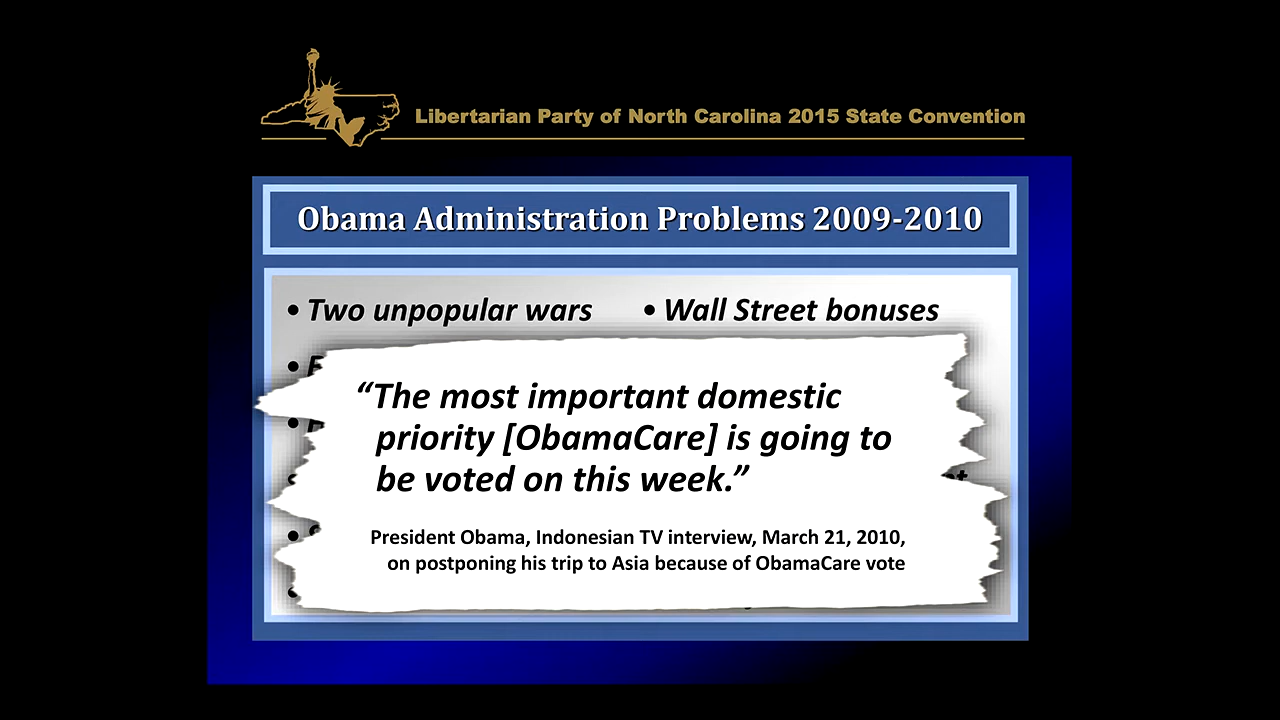 Libertarian Party of North Carolina 2015 State Convention
Obama Administration Problems 2009-2010
• Two unpopular wars • Wall Street bonuses
“The most important domestic
priority [ObamaCare] is going to
be voted on this week.”
President Obama, Indonesian TV interview, March 21, 2010,
on postponing his trip to Asia because of ObamaCare vote